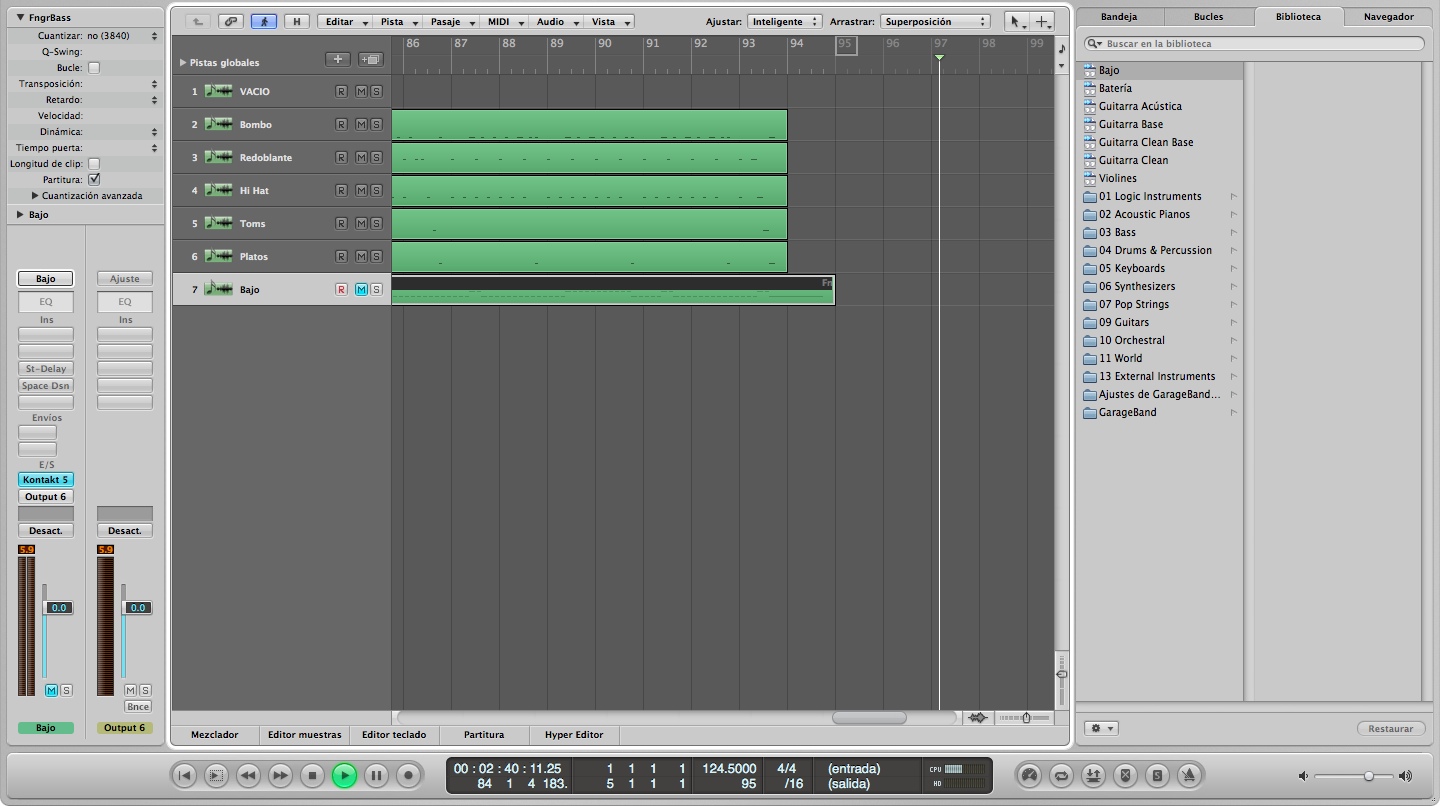 FngrBass
Cuantizar: no (3840)
Q-Swing:
Bucle:
Transposición:
Retardo:
Velocidad:
Dinámica:
Tiempo puerta:
Longitud de clip:
Partitura:
Cuantización avanzada
Bajo
Bajo
Ajuste
EQ
EQ
Ins
Ins
St-Delay
Space Dsn
Envíos
E/S
Kontakt 5
Output 6
Desact.
Desact.
5.9
5.9
0.0
0.0
M S
M S
Bnce
Bajo
Output 6
H
Editar
Pista
Pasaje
MIDI
Audio
Vista
Ajustar: Inteligente
Arrastrar: Superposición
86 87 88 89 90 91 92 93 94 95 96 97 98 99
Pistas globales
1 VACIO R M S
2 Bombo R M S
3 Redoblante R M S
4 Hi Hat R M S
5 Toms R M S
6 Platos R M S
7 Bajo R M S
Fn
Mezclador
Editor muestras
Editor teclado
Partitura
Hyper Editor
Bandeja
Bucles
Biblioteca
Navegador
Buscar en la biblioteca
Bajo
Batería
Guitarra Acústica
Guitarra Base
Guitarra Clean Base
Guitarra Clean
Violines
01 Logic Instruments
02 Acoustic Pianos
03 Bass
04 Drums & Percussion
05 Keyboards
06 Synthesizers
07 Pop Strings
09 Guitars
10 Orchestral
11 World
13 External Instruments
Ajustes de GarageBand...
GarageBand
Restaurar
00 : 02 : 40 : 11.25 1 1 1 1 124.5000 4/4 (entrada) CPU
84 1 4 183. 5 1 1 1 95 /16 (salida) HD
S